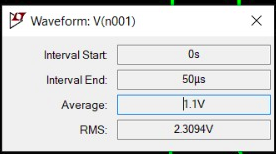 Waveform: V(n001)
Interval Start: 0s
Interval End: 50µs
Average: 1.1V
RMS: 2.3094V